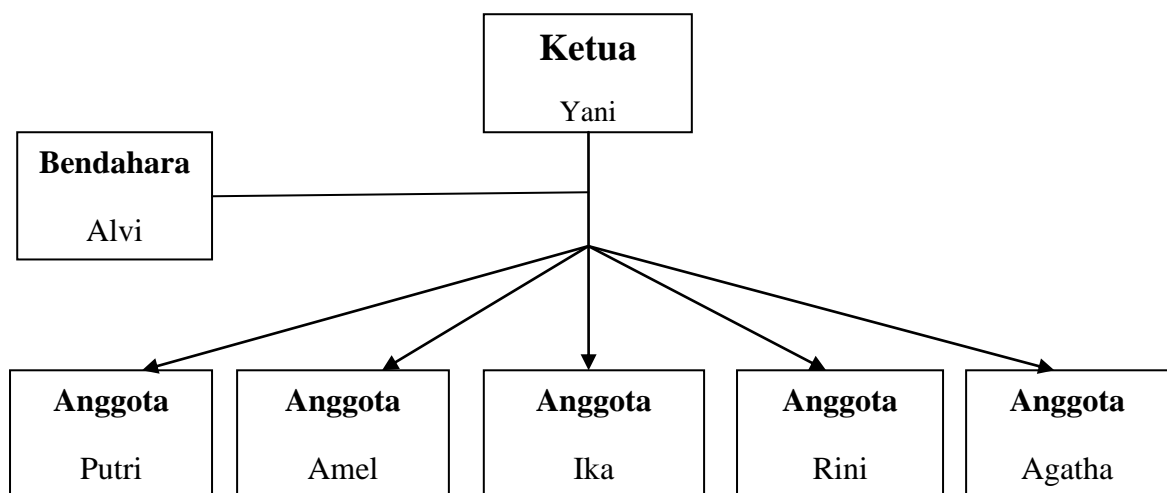 Ketua
Yani
Bendahara
Alvi
Anggota
Putri
Anggota
Amel
Anggota
Ika
Anggota
Rini
Anggota
Agatha